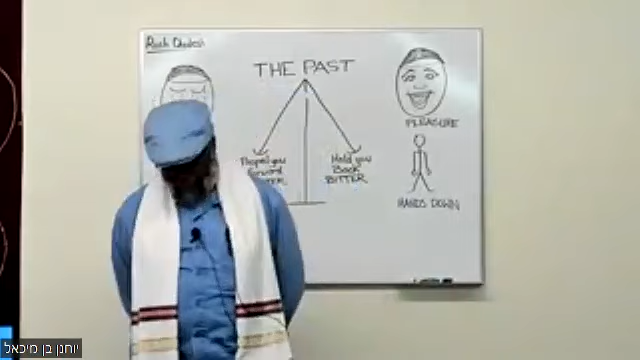 Rosh Chodesh
THE PAST
Propel you
Forward
Hold you
Back
BITTER
PLEASURE
HANDS DOWN
יוחנן בן מיכאל